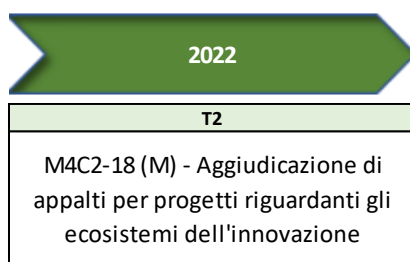 2022
T2
M4C2-18 (M) - Aggiudicazione di
appalti per progetti riguardanti gli
ecosistemi dell'innovazione